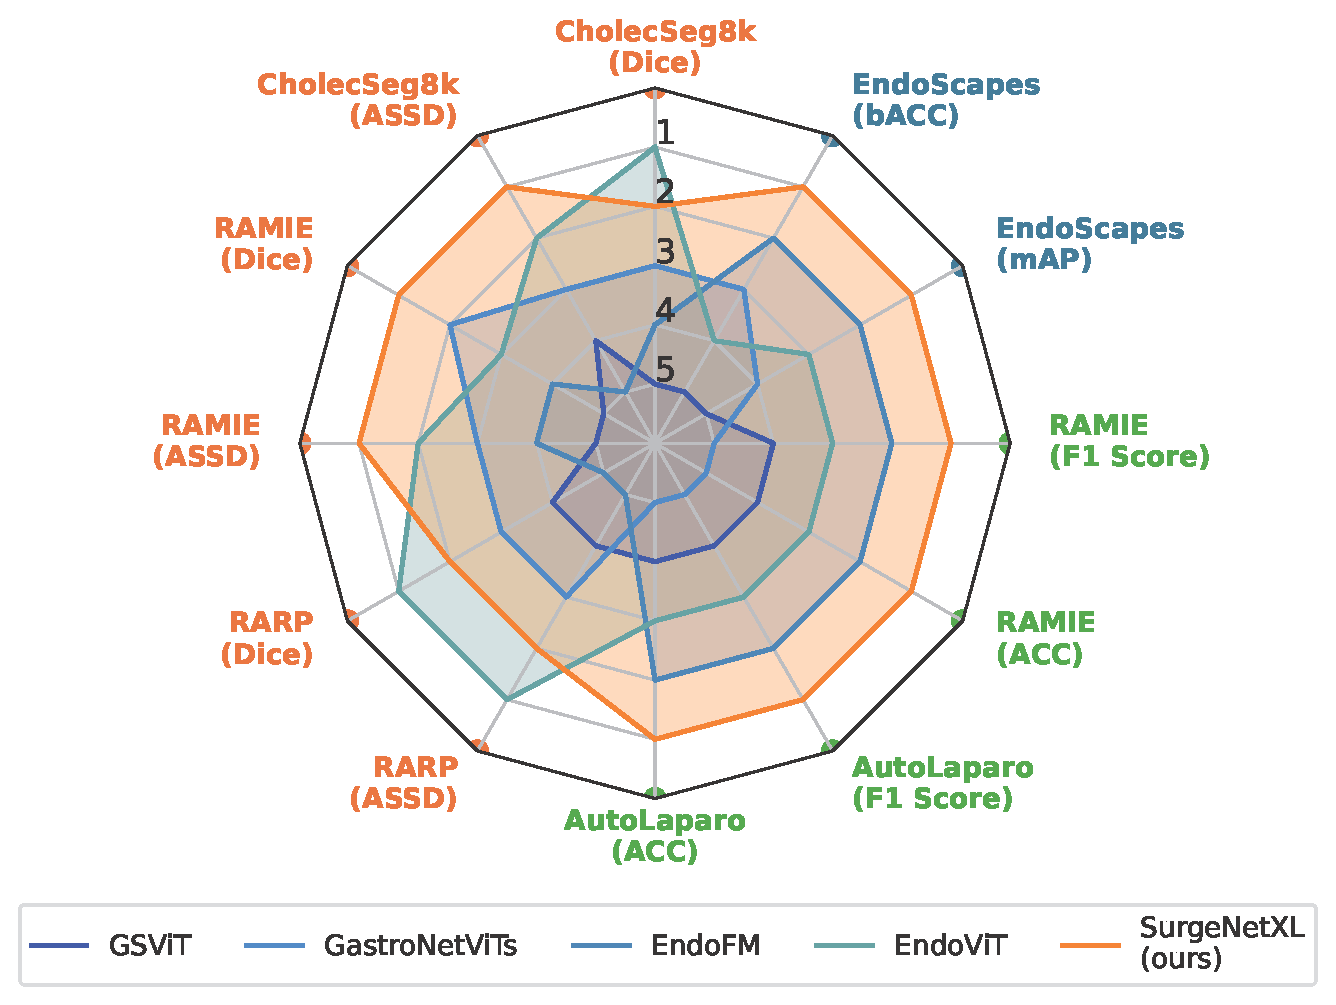 CholecSeg8k
(Dice)
CholecSeg8k
(ASSD)
EndoScapes
(bACC)
1
2
RAMIE
(Dice)
EndoScapes
(mAP)
3
4
5
RAMIE
(ASSD)
RAMIE
(F1 Score)
RARP
(Dice)
RAMIE
(ACC)
RARP
(ASSD)
AutoLaparo
(F1 Score)
AutoLaparo
(ACC)
GSViT
GastroNetViTs
EndoFM
EndoViT
SurgeNetXL
(ours)